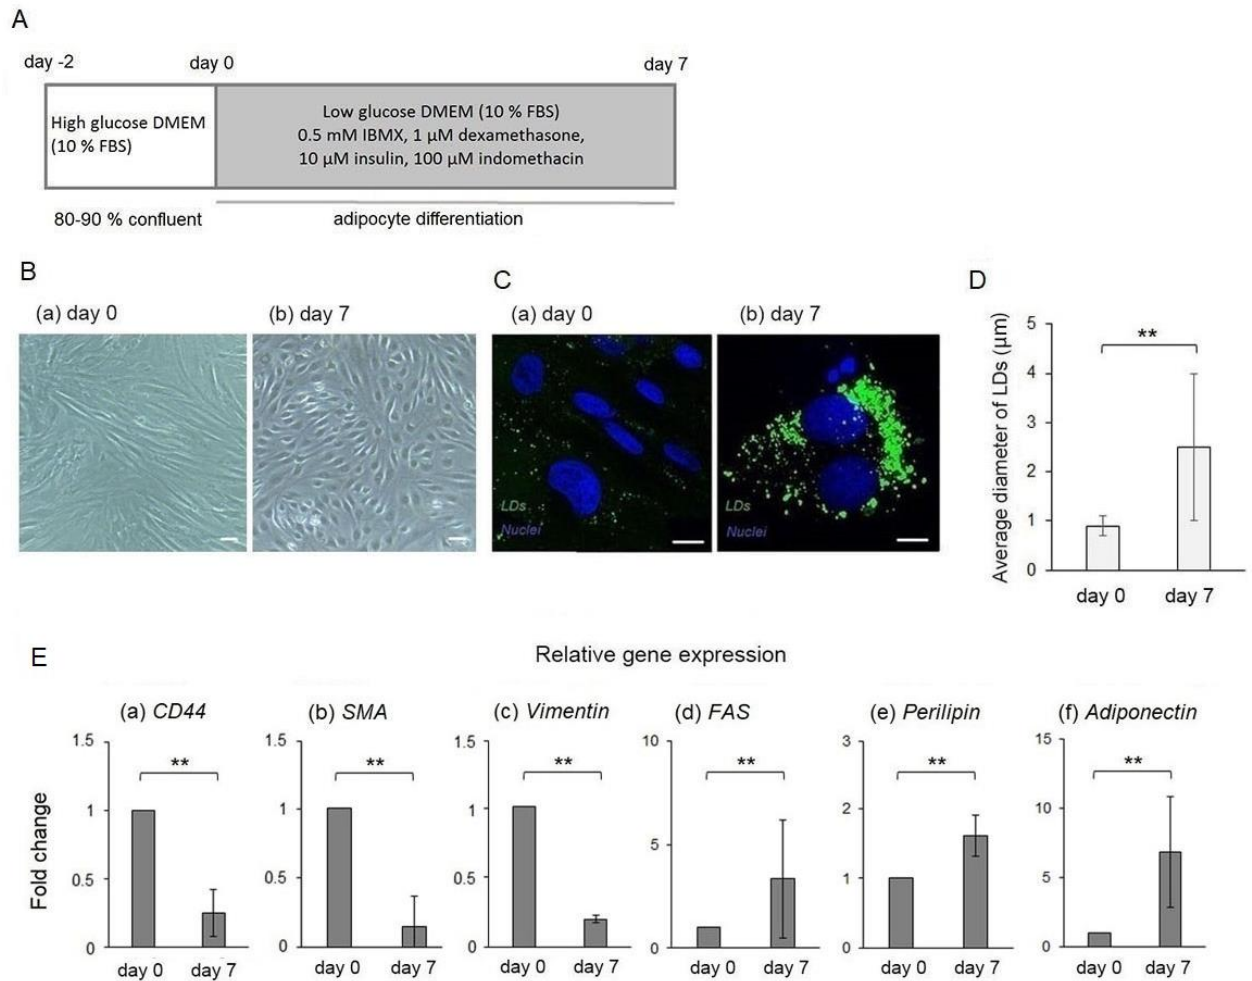 A
day -2
day 0
day 7
High glucose DMEM
(10 % FBS)
Low glucose DMEM (10 % FBS)
0.5 mM IBMX, 1 µM dexamethasone,
10 µM insulin, 100 µM indomethacin
80-90 % confluent
adipocyte differentiation
B
(a) day 0
(b) day 7
C
(a) day 0
(b) day 7
LDs
Nuclei
LDs
Nuclei
D
Average diameter of LDs (µm)
5
4
3
2
1
0
**
day 0
day 7
E
Relative gene expression
Fold change
(a) CD44
1.5
1
0.5
0
**
day 0
day 7
(b) SMA
1.5
1
0.5
0
**
day 0
day 7
(c) Vimentin
1.5
1
0.5
0
**
day 0
day 7
(d) FAS
10
5
0
**
day 0
day 7
(e) Perilipin
3
2
1
0
**
day 0
day 7
(f) Adiponectin
15
10
5
0
**
day 0
day 7